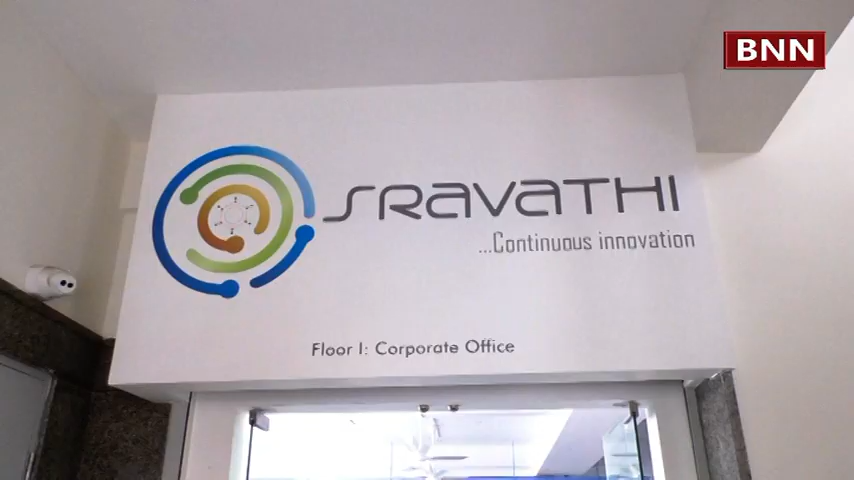 BNN
SRAVATHI
...Continuous innovation
Floor I: Corporate Office